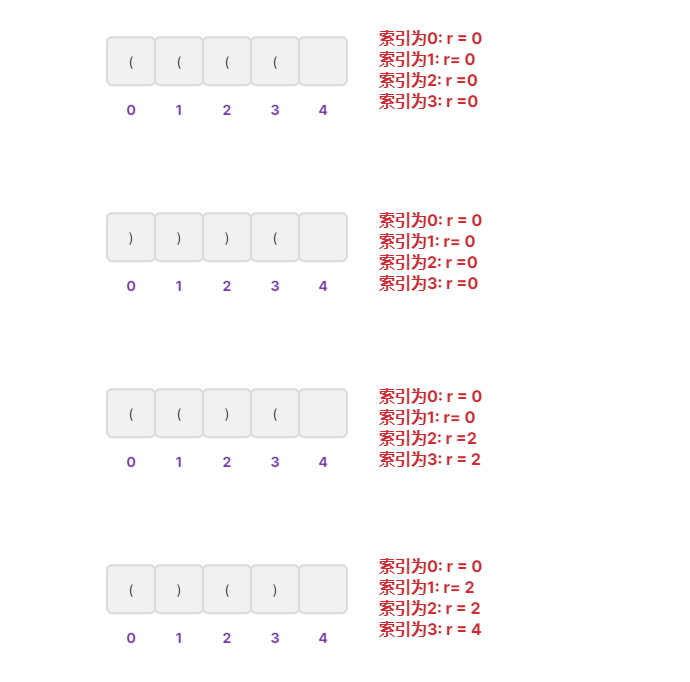 ( ( ( (
0 1 2 3 4
索引为0: r = 0
索引为1: r= 0
索引为2: r =0
索引为3: r =0
) ) ) (
0 1 2 3 4
索引为0: r = 0
索引为1: r= 0
索引为2: r =0
索引为3: r =0
( ( ) (
0 1 2 3 4
索引为0: r = 0
索引为1: r= 0
索引为2: r =2
索引为3: r = 2
( ) ( )
0 1 2 3 4
索引为0: r = 0
索引为1: r= 2
索引为2: r = 2
索引为3: r = 4